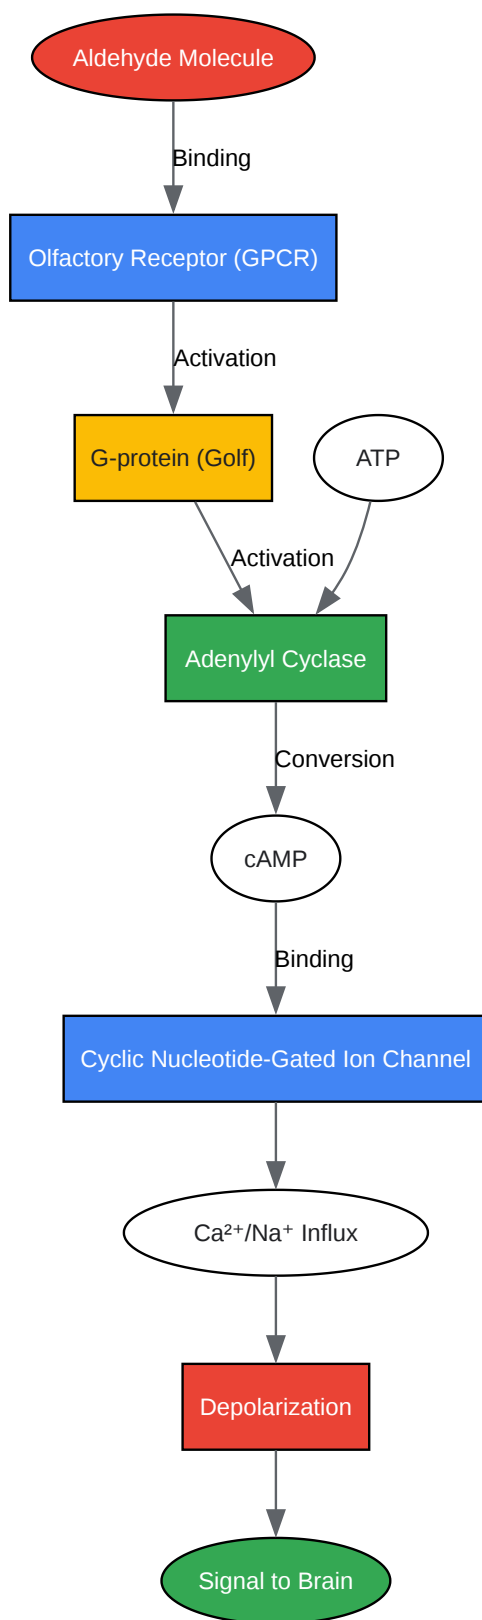 Aldehyde Molecule
Binding
Olfactory Receptor (GPCR)
Activation
G-protein (Golf)
ATP
Activation
Adenylyl Cyclase
Conversion
cAMP
Binding
Cyclic Nucleotide-Gated Ion Channel
Ca²⁺/Na⁺ Influx
Depolarization
Signal to Brain